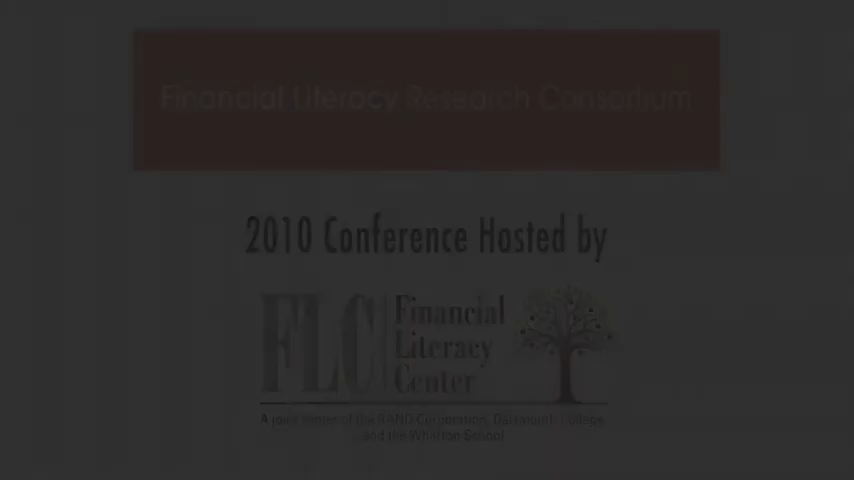 Financial Literacy Research Consortium
2010 Conference Hosted by
FLC
Financial
Literacy
Center
A joint center of the RAND Corporation, Dartmouth College
and the Wharton School